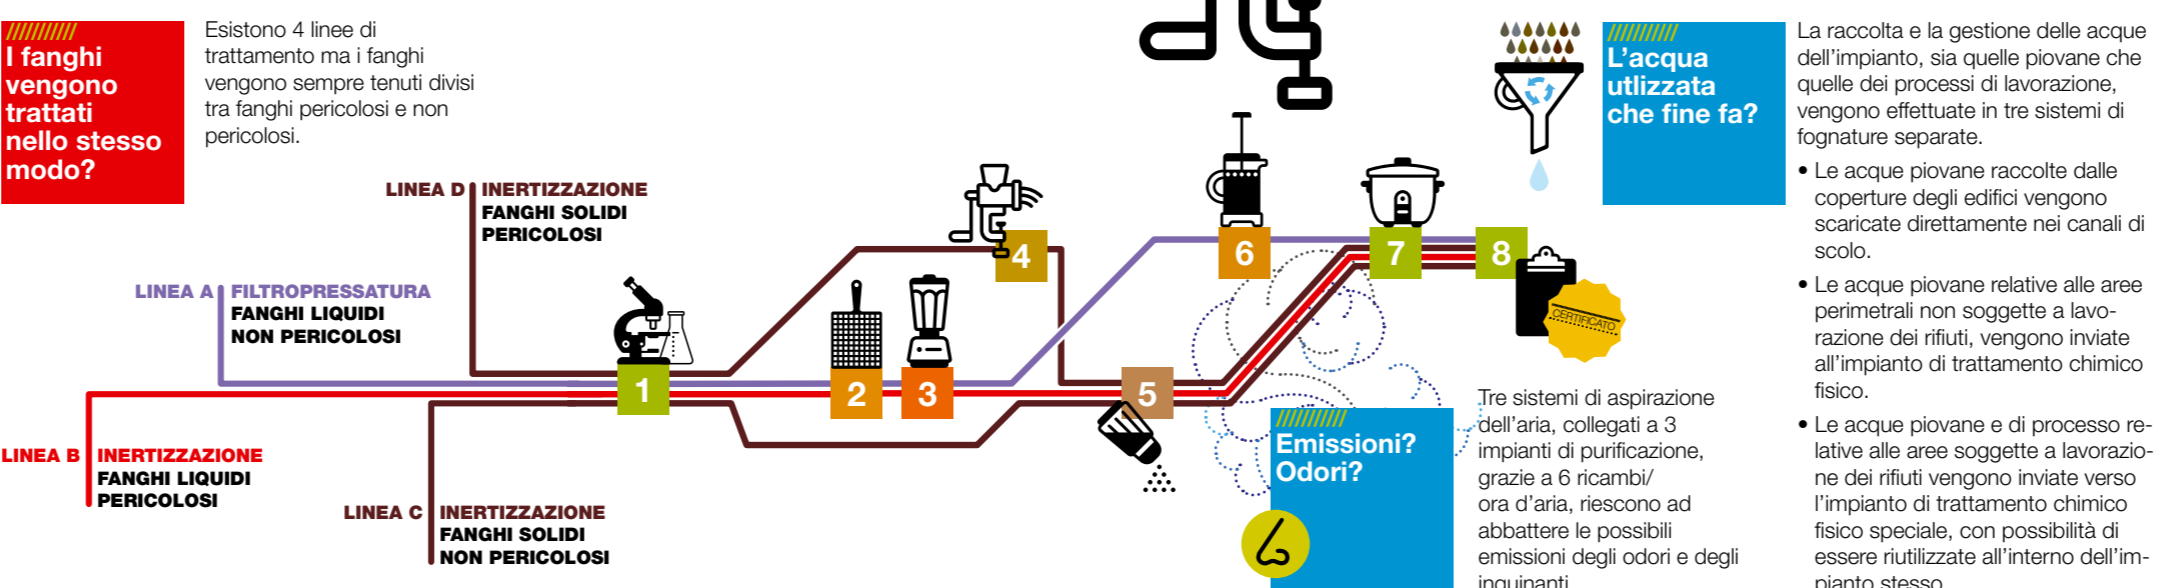 I fanghi
vengono
trattati
nello stesso
modo?
Esistono 4 linee di
trattamento ma i fanghi
vengono sempre tenuti divisi
tra fanghi pericolosi e non
pericolosi.
LINEA D
INERTIZZAZIONE
FANGHI SOLIDI
PERICOLOSI
LINEA A
FILTROPRESSATURA
FANGHI LIQUIDI
NON PERICOLOSI
LINEA B
INERTIZZAZIONE
FANGHI LIQUIDI
PERICOLOSI
LINEA C
INERTIZZAZIONE
FANGHI SOLIDI
NON PERICOLOSI
1
2
3
4
5
6
7
8
CERTIFICATO
Emissioni?
Odori?
Tre sistemi di aspirazione
dell'aria, collegati a 3
impianti di purificazione,
grazie a 6 ricambi/
ora d'aria, riescono ad
abbattere le possibili
emissioni degli odori e degli
inquinanti
L'acqua
utlizzata
che fine fa?
La raccolta e la gestione delle acque
dell'impianto, sia quelle piovane che
quelle dei processi di lavorazione,
vengono effettuate in tre sistemi di
fognature separate.
• Le acque piovane raccolte dalle
coperture degli edifici vengono
scaricate direttamente nei canali di
scolo.
• Le acque piovane relative alle aree
perimetrali non soggette a lavo-
razione dei rifiuti, vengono inviate
all'impianto di trattamento chimico
fisico.
• Le acque piovane e di processo re-
lative alle aree soggette a lavorazio-
ne dei rifiuti vengono inviate verso
l'impianto di trattamento chimico
fisico speciale, con possibilità di
essere riutilizzate all'interno dell'im-
pianto stesso